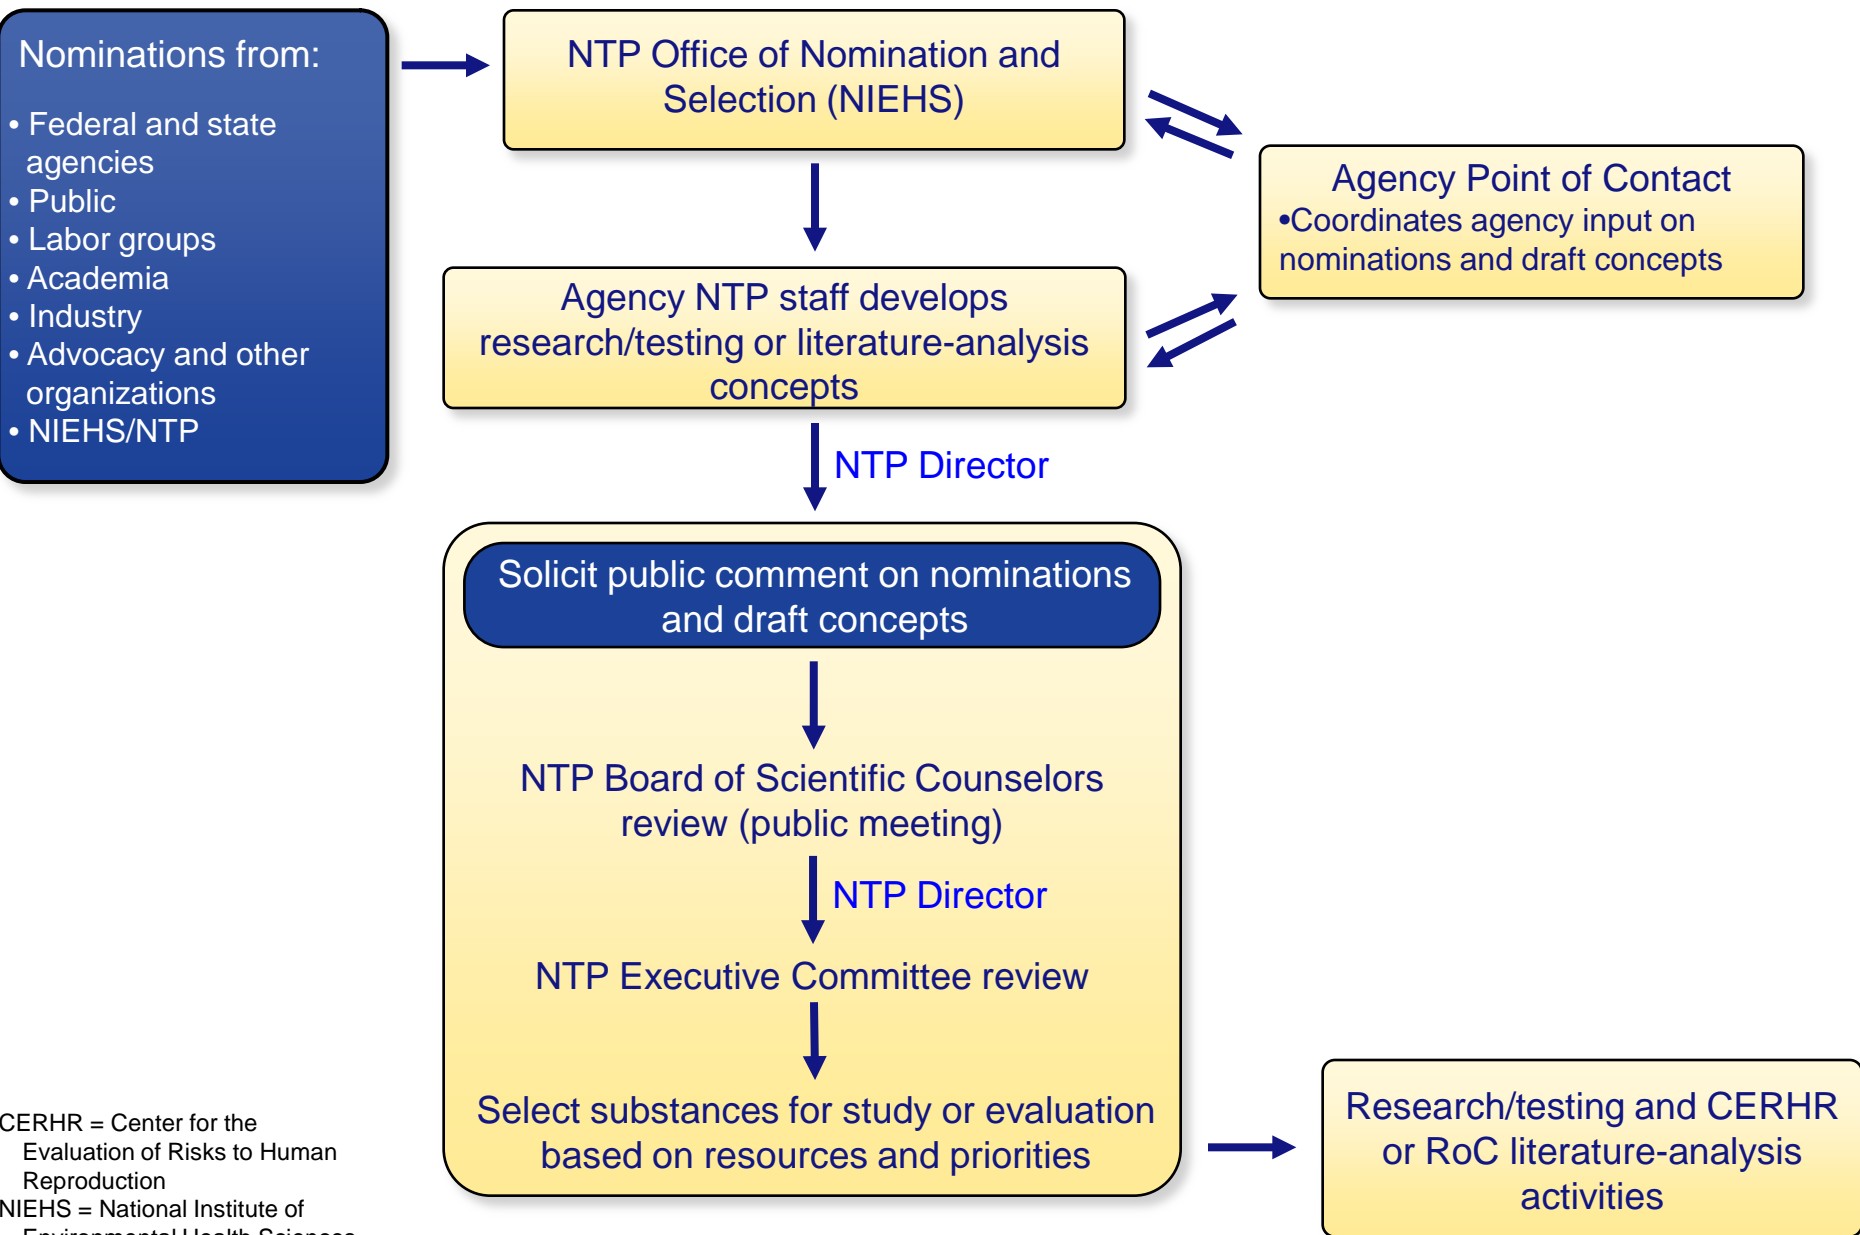 Nominations from:
• Federal and state
agencies
• Public
• Labor groups
• Academia
• Industry
• Advocacy and other
organizations
• NIEHS/NTP
NTP Office of Nomination and
Selection (NIEHS)
Agency Point of Contact
•Coordinates agency input on
nominations and draft concepts
Agency NTP staff develops
research/testing or literature-analysis
concepts
NTP Director
Solicit public comment on nominations
and draft concepts
NTP Board of Scientific Counselors
review (public meeting)
NTP Director
NTP Executive Committee review
Select substances for study or evaluation
based on resources and priorities
Research/testing and CERHR
or RoC literature-analysis
activities
CERHR = Center for the
Evaluation of Risks to Human
Reproduction
NIEHS = National Institute of
Environmental Health Sciences